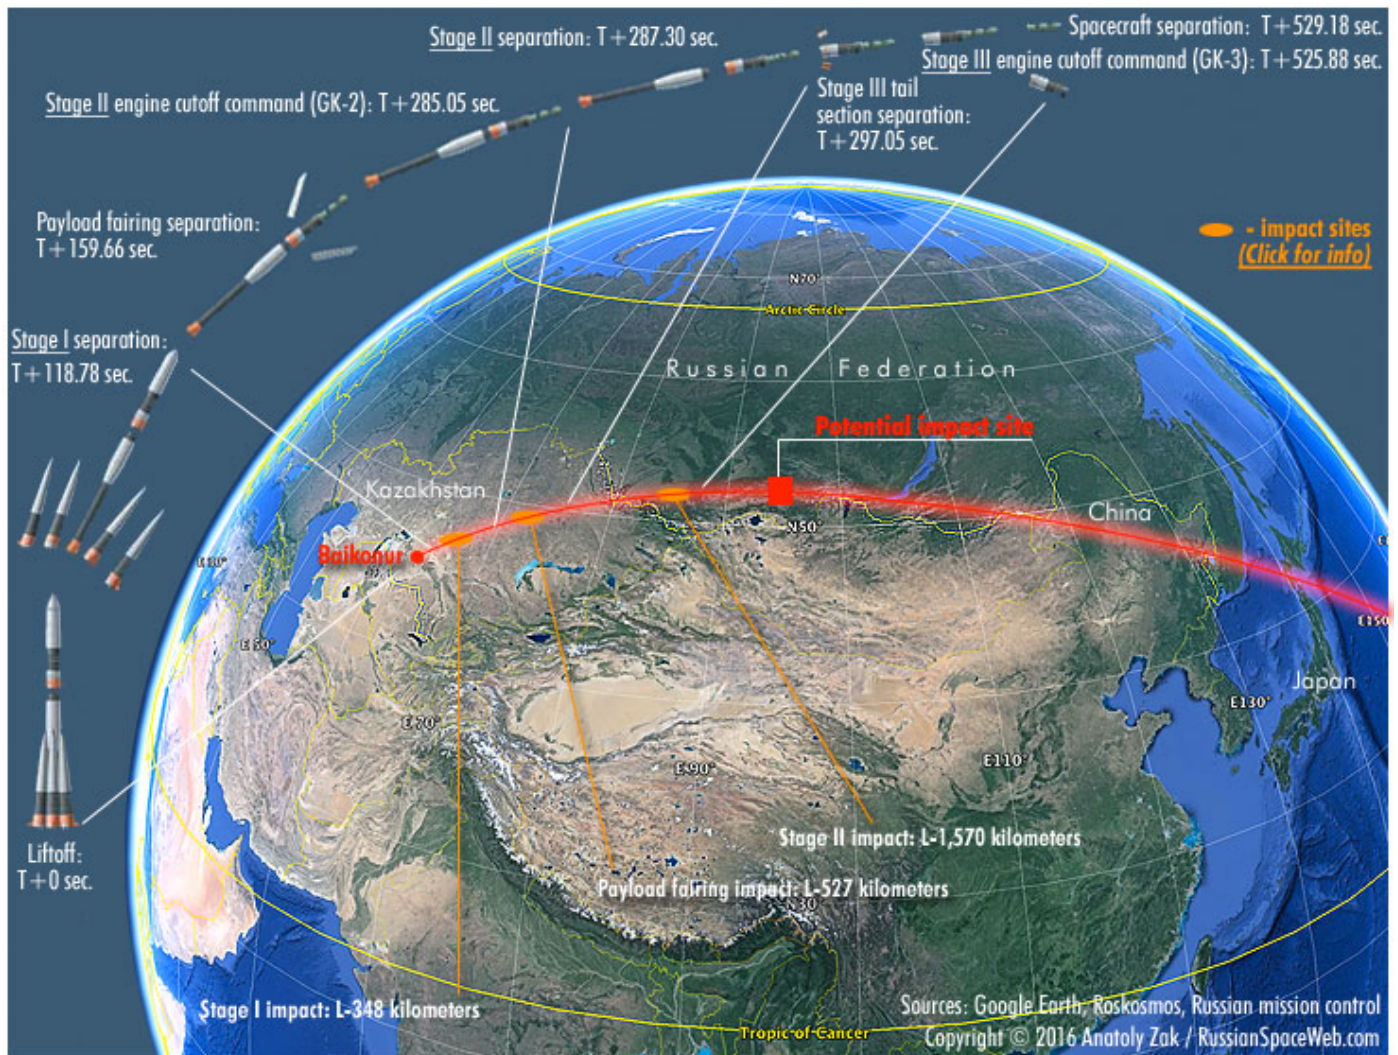 Stage II separation: T+287.30 sec.
Spacecraft separation: T+529.18 sec.
Stage III engine cutoff command (GK-3): T+525.88 sec.
Stage II engine cutoff command (GK-2): T+285.05 sec.
Stage III tail
section separation:
T+297.05 sec.
Payload fairing separation:
T+159.66 sec.
- impact sites
(Click for info)
N70°
Arctic Circle
Stage I separation:
T+118.78 sec.
Russian Federation
Potential impact site
Kazakhstan
China
N50°
Baikonur
E 50°
E150°
Japan
E130°
E 70°
E 90°
E110°
Stage II impact: L-1,570 kilometers
Liftoff:
T+0 sec.
Payload fairing impact: L-527 kilometers
N30°
Stage I impact: L-348 kilometers
Sources: Google Earth, Roskosmos, Russian mission control
Tropic of Cancer
Copyright © 2016 Anatoly Zak / RussianSpaceWeb.com